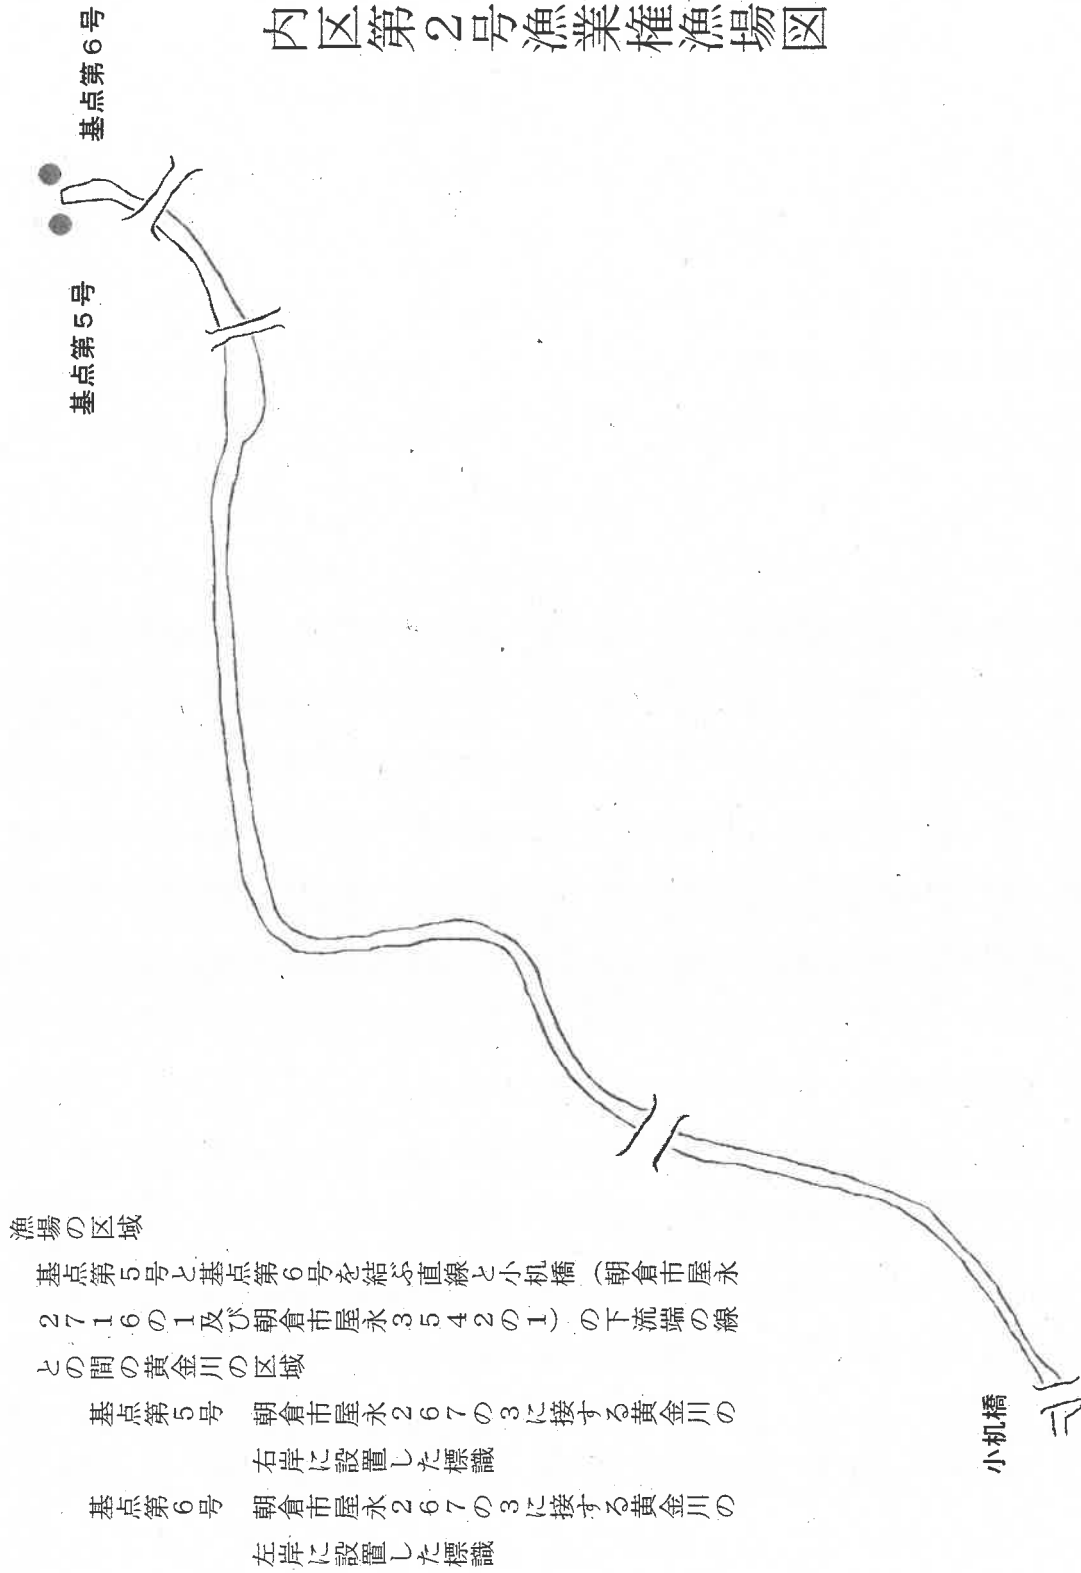 内区第2号漁業権漁場図
基点第6号
基点第5号
小机橋
漁場の区域
基点第5号と基点第6号を結ぶ直線と小机橋（朝倉市屋永
2716の1及び朝倉市屋永3542の1）の下流端の線
との間の黄金川の区域
基点第5号　朝倉市屋永267の3に接する黄金川の
右岸に設置した標識
基点第6号　朝倉市屋永267の3に接する黄金川の
左岸に設置した標識